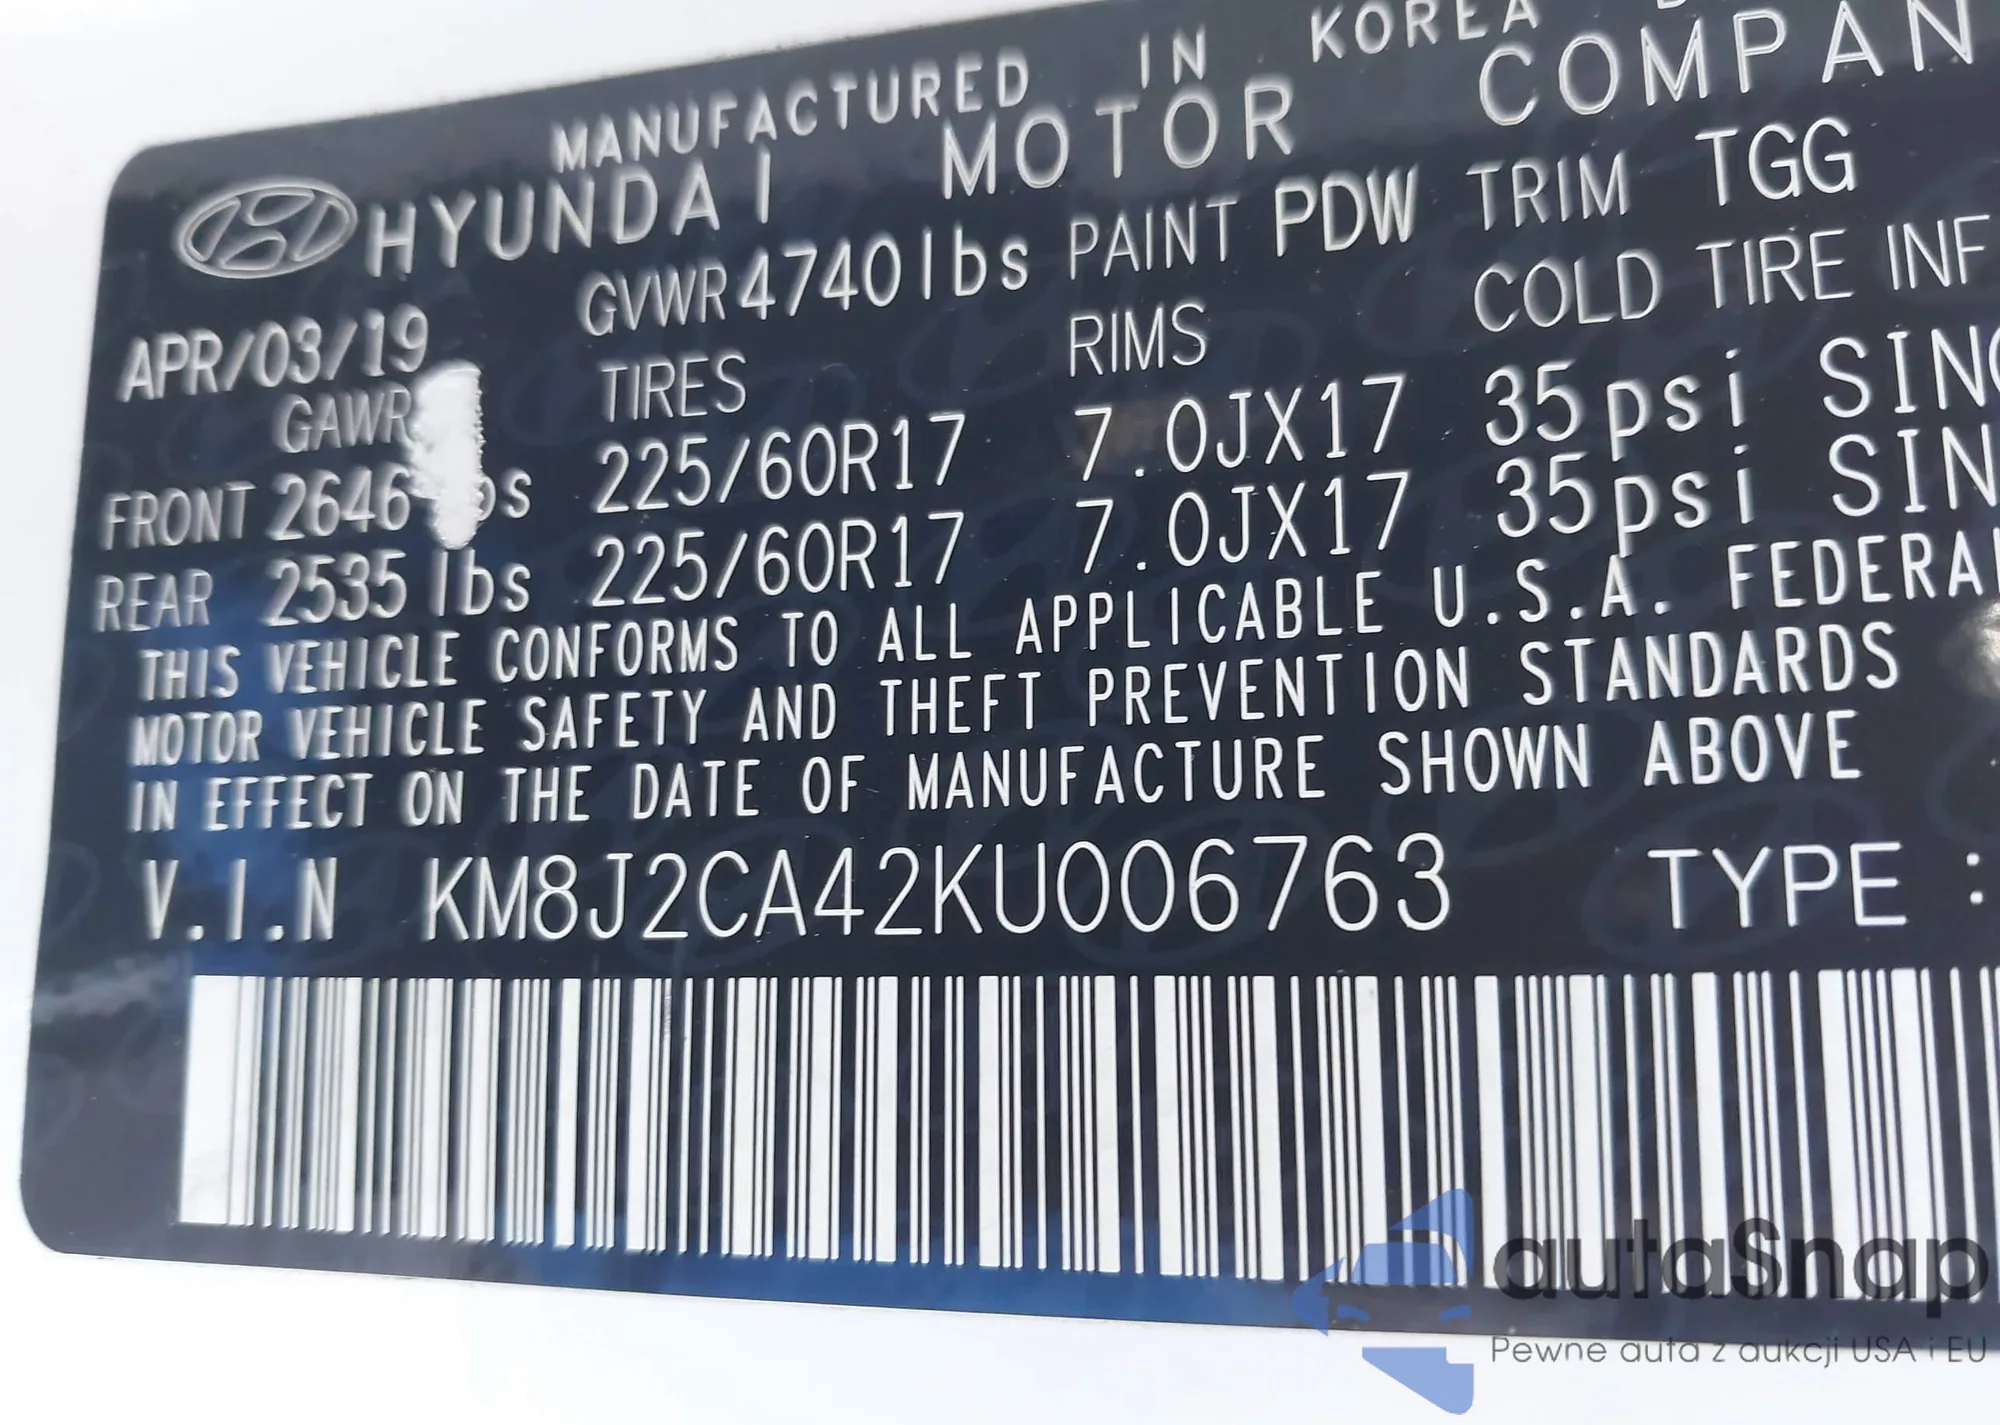 MANUFACTURED IN KOREA
HYUNDAI MOTOR COMPAN
APR/03/19 GVWR 4740lbs PAINT PDW TRIM TGG
GAWR TIRES RIMS COLD TIRE INF
FRONT 2646 lbs 225/60R17 7.0JX17 35psi SING
REAR 2535 lbs 225/60R17 7.0JX17 35psi SIN
THIS VEHICLE CONFORMS TO ALL APPLICABLE U.S.A. FEDERAL
MOTOR VEHICLE SAFETY AND THEFT PREVENTION STANDARDS
IN EFFECT ON THE DATE OF MANUFACTURE SHOWN ABOVE
V.I.N KM8J2CA42KU006763 TYPE :
autaSnap
Pewne auta z aukcji USA i EU